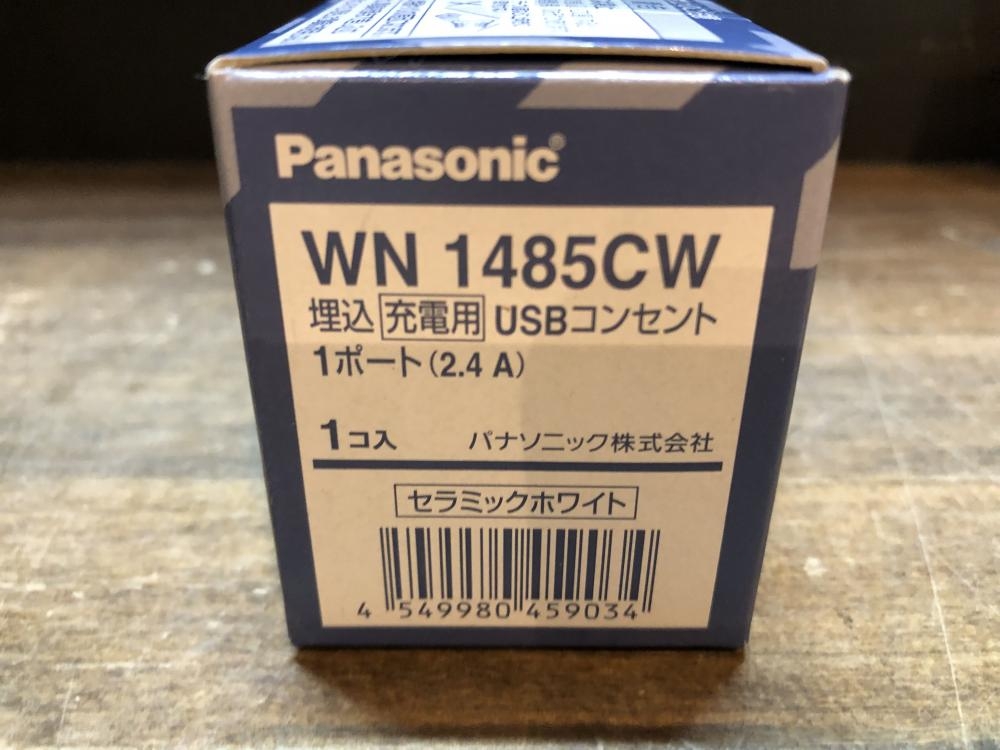 Panasonic®
WN 1485CW
埋込 充電用 USBコンセント
1ポート(2.4 A)
1コ入 パナソニック株式会社
セラミックホワイト
4 549980 459034